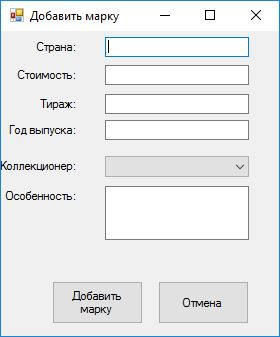 Добавить марку
Страна:
Стоимость:
Тираж:
Год выпуска:
Коллекционер:
Особенность:
Добавить
марку
Отмена